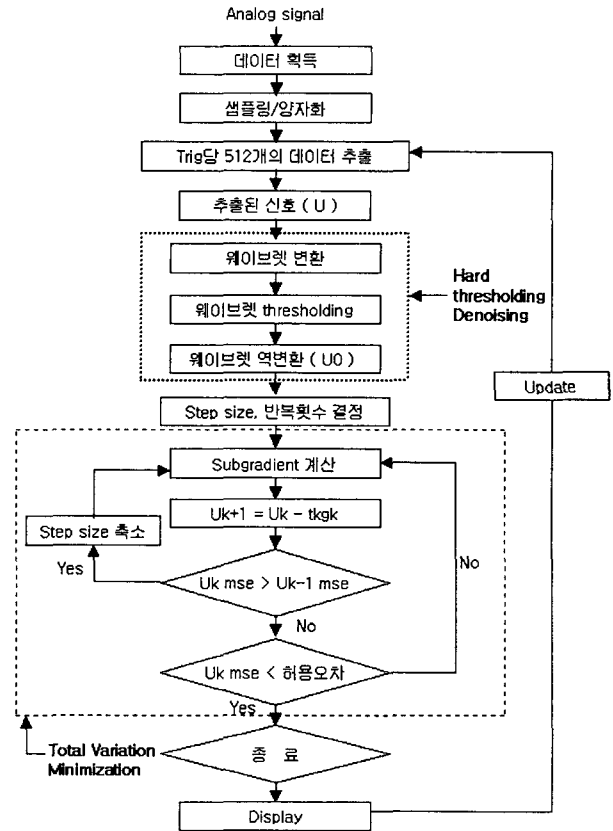 Analog signal
데이터 획득
샘플링/양자화
Trig당 512개의 데이터 추출
추출된 신호 ( U )
웨이브렛 변환
Hard
thresholding
Denoising
웨이브렛 thresholding
웨이브렛 역변환 ( U0 )
Update
Step size, 반복횟수 결정
Subgradient 계산
Uk+1 = Uk - tkgk
Step size 축소
Yes
No
Uk mse > Uk-1 mse
No
Uk mse < 허용오차
Yes
Total Variation
Minimization
종 료
Display